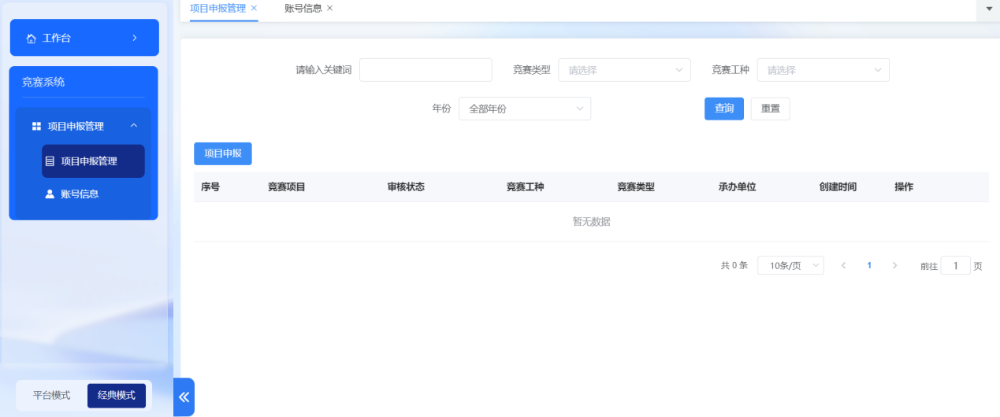 项目申报管理 ×
账号信息 ×
工作台
竞赛系统
项目申报管理
项目申报管理
账号信息
请输入关键词
竞赛类型 请选择
竞赛工种 请选择
年份 全部年份
查询 重置
项目申报
序号 竞赛项目 审核状态 竞赛工种 竞赛类型 承办单位 创建时间 操作
暂无数据
共 0 条 10条/页 1 前往 1 页
平台模式 经典模式